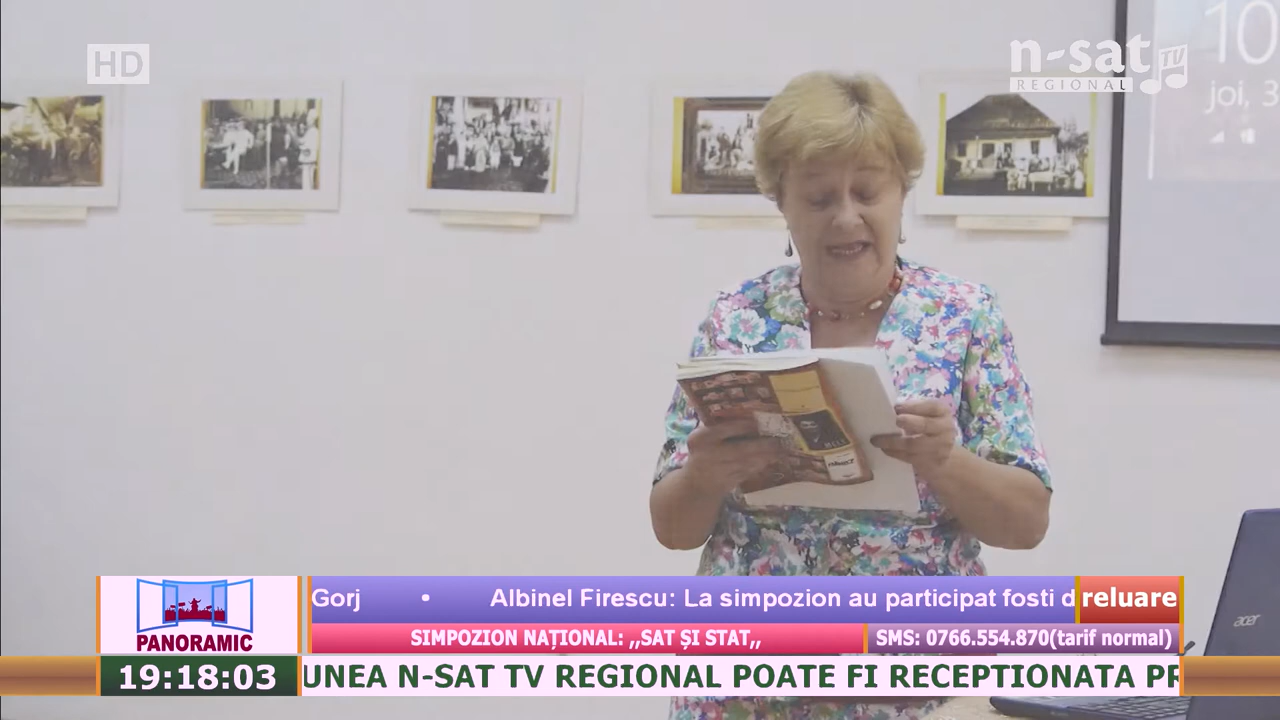 HD
n-sat TV
REGIONAL
10
joi, 3
acer
Gorj • Albinel Firescu: La simpozion au participat fosti d
reluare
PANORAMIC
SIMPOZION NAȚIONAL: ,,SAT ȘI STAT,,
SMS: 0766.554.870(tarif normal)
19:18:03
UNEA N-SAT TV REGIONAL POATE FI RECEPTIONATA PR